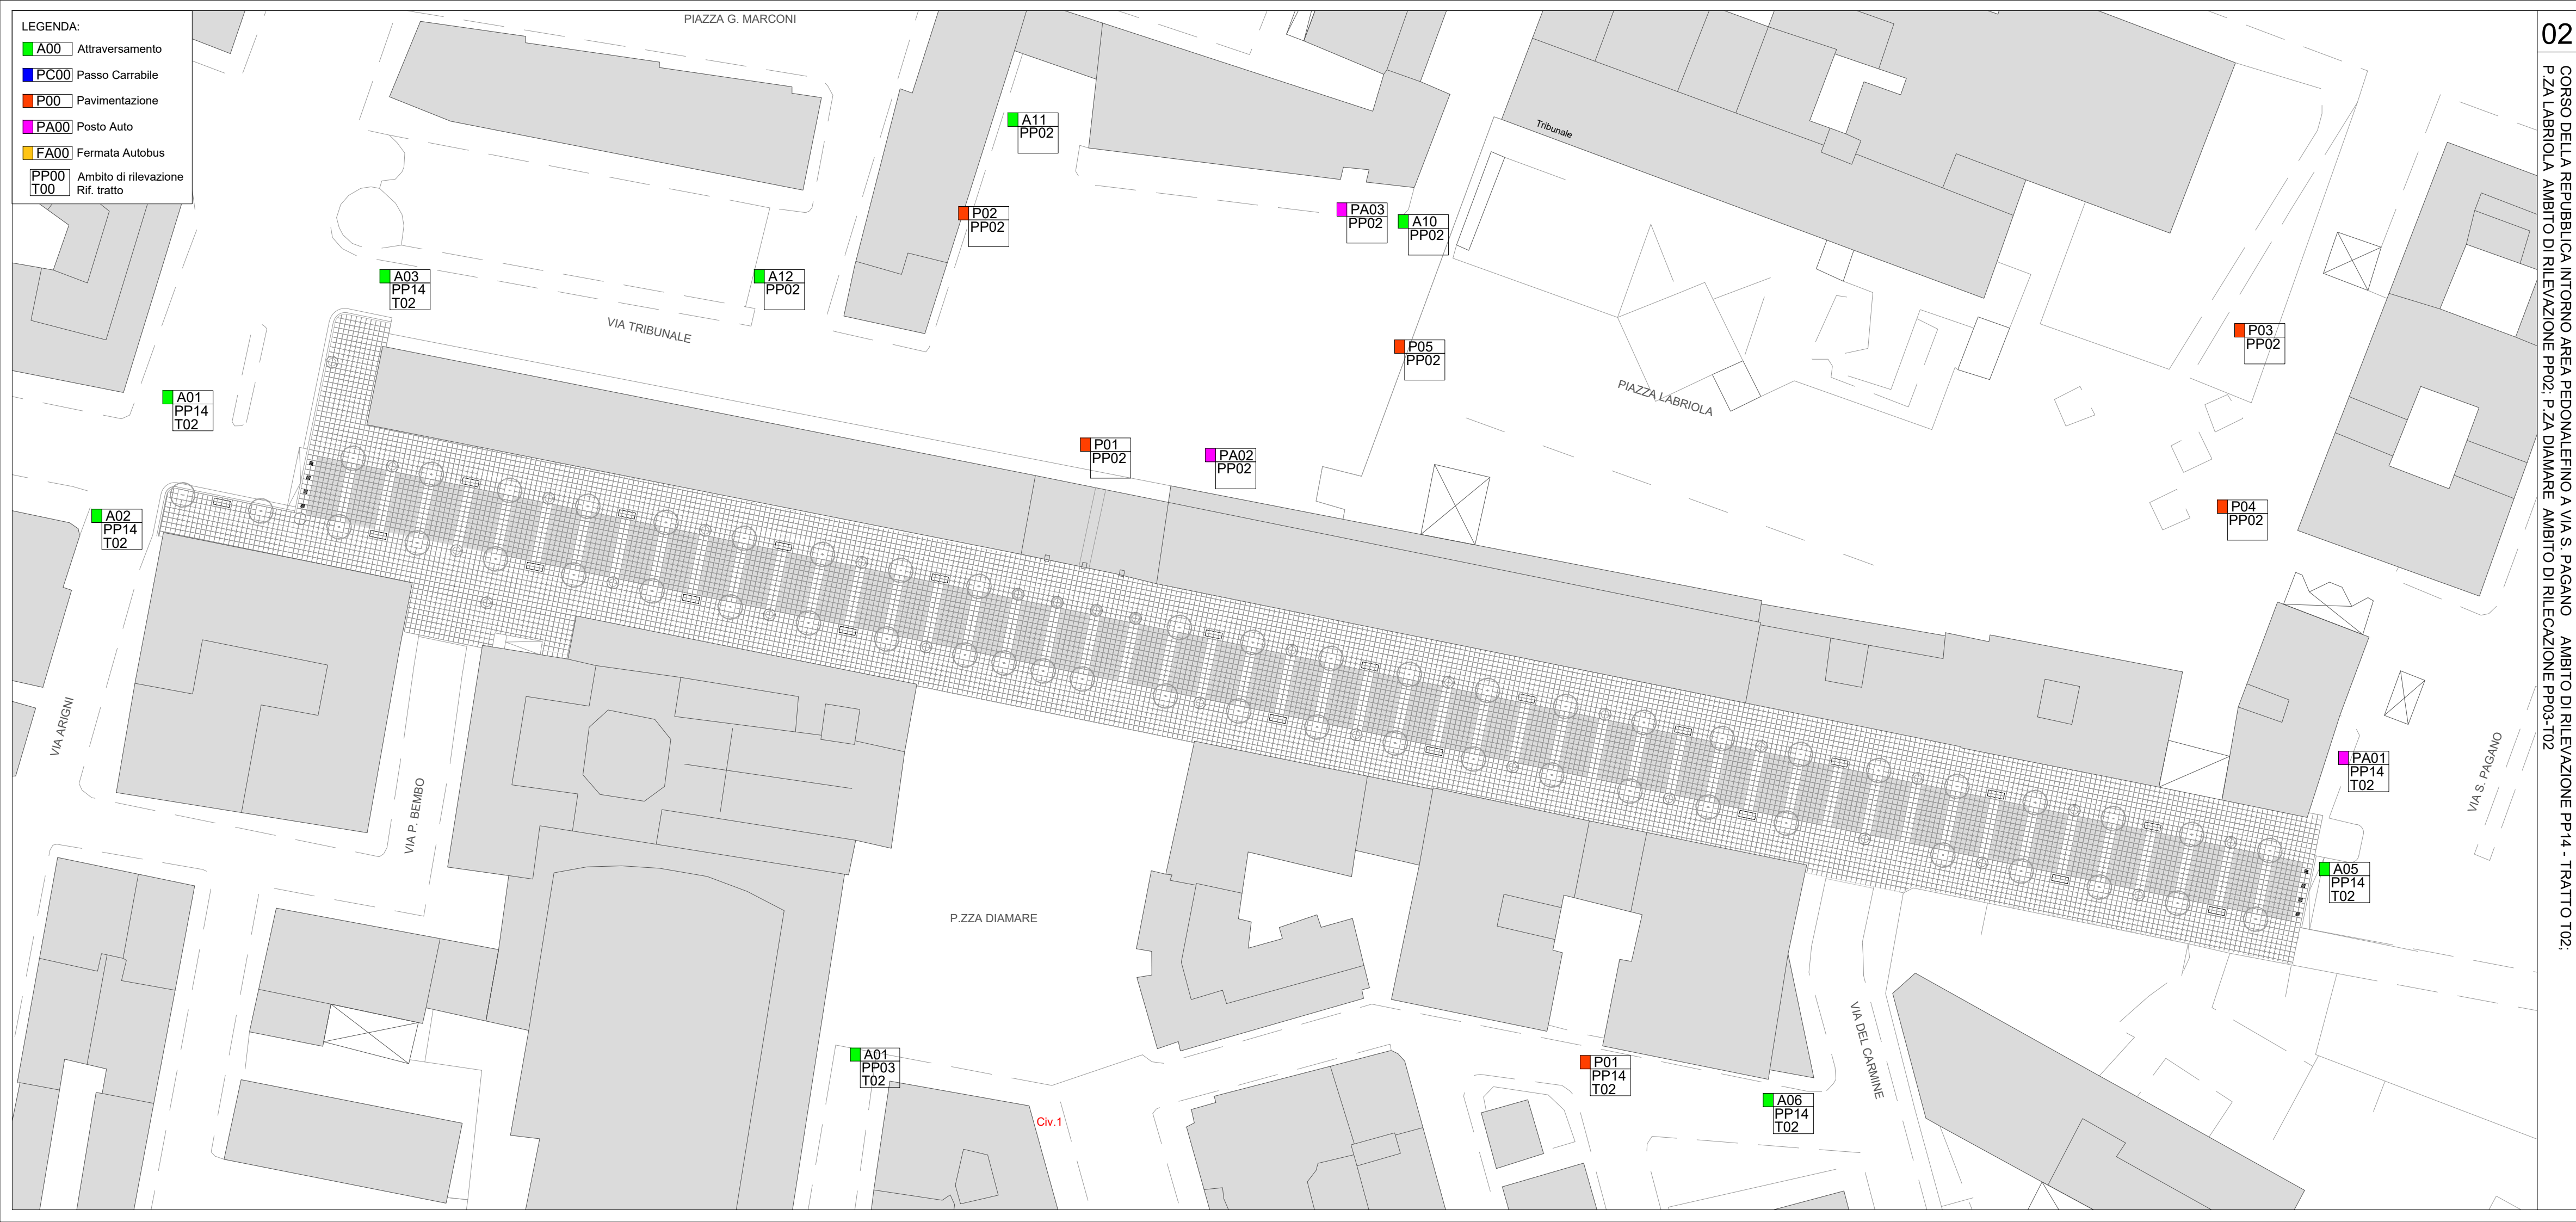 LEGENDA:
A00 Attraversamento
PC00 Passo Carrabile
P00 Pavimentazione
PA00 Posto Auto
FA00 Fermata Autobus
PP00 Ambito di rilevazione
T00 Rif. tratto
PIAZZA G. MARCONI
02
CORSO DELLA REPUBBLICA INTORNO AREA PEDONALEFINO A VIA S. PAGANO AMBITO DI RILEVAZIONE PP14 - TRATTO T02;
P.ZA LABRIOLA AMBITO DI RILEVAZIONE PP02; P.ZA DIAMARE AMBITO DI RILECAZIONE PP03-T02
A11
PP02
Tribunale
P02
PP02
PA03
PP02
A10
PP02
A03
PP14
T02
A12
PP02
VIA TRIBUNALE
P05
PP02
P03
PP02
A01
PP14
T02
PIAZZA LABRIOLA
P01
PP02
PA02
PP02
A02
PP14
T02
P04
PP02
VIA ARIGNI
VIA P. BEMBO
PA01
PP14
T02
VIA S. PAGANO
A05
PP14
T02
P.ZZA DIAMARE
A01
PP03
T02
P01
PP14
T02
VIA DEL CARMINE
A06
PP14
T02
Civ.1